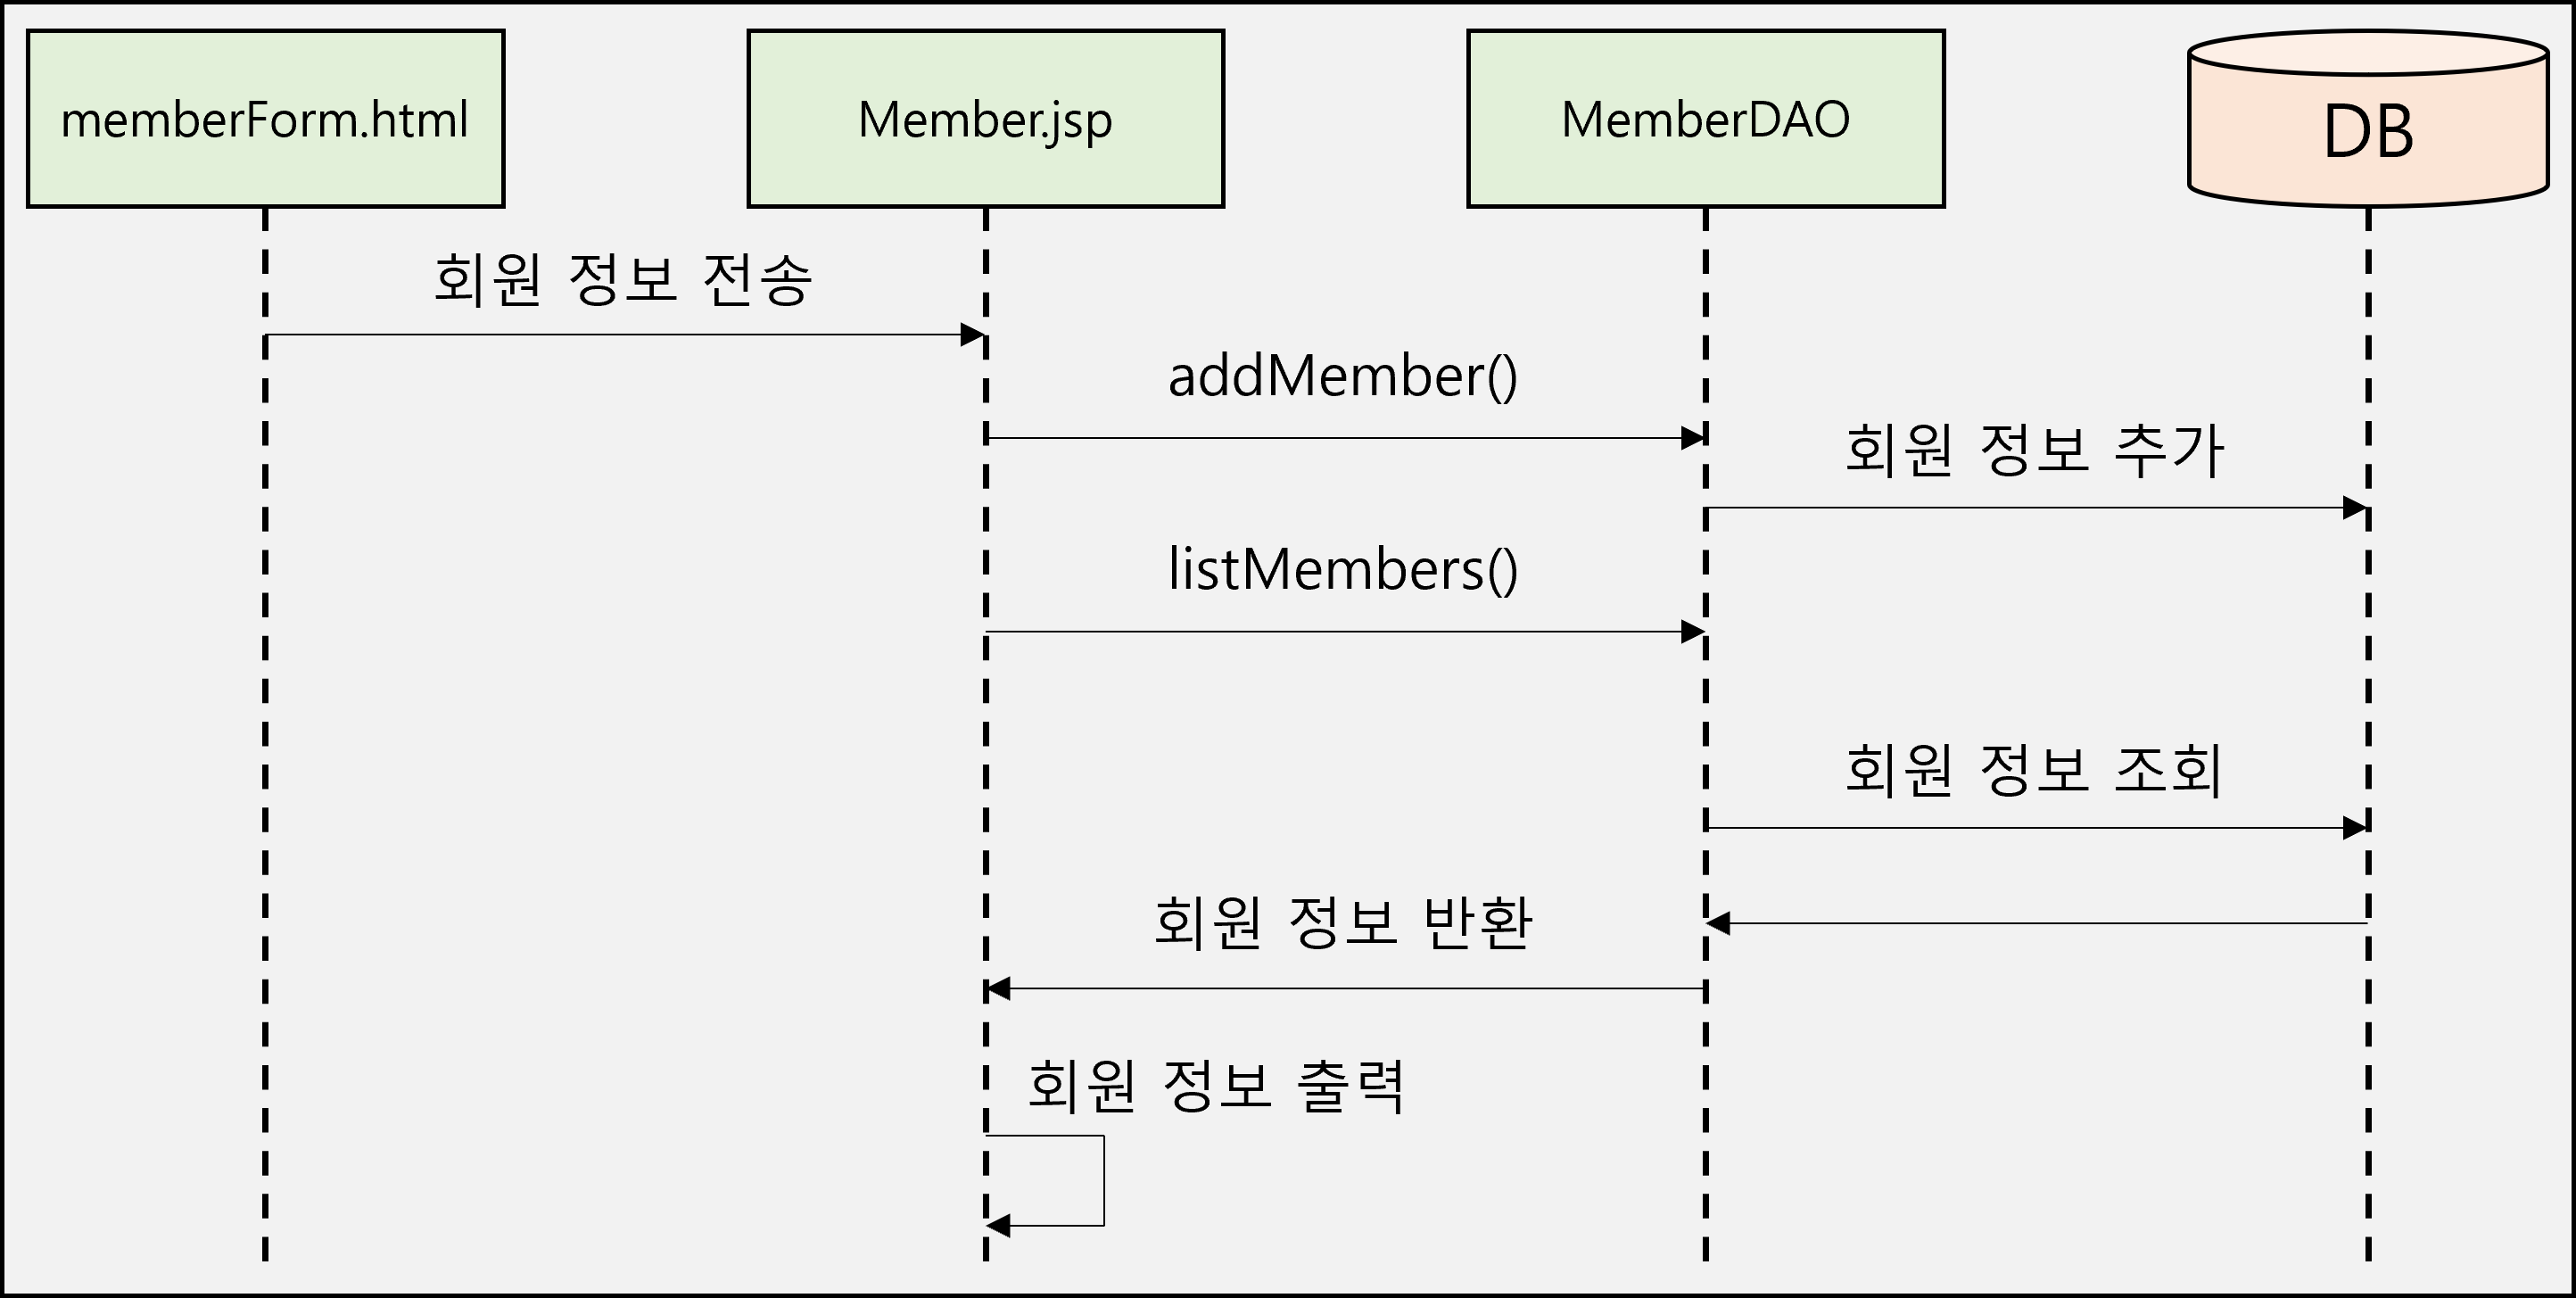 memberForm.html
Member.jsp
MemberDAO
DB
회원 정보 전송
addMember()
회원 정보 추가
listMembers()
회원 정보 조회
회원 정보 반환
회원 정보 출력